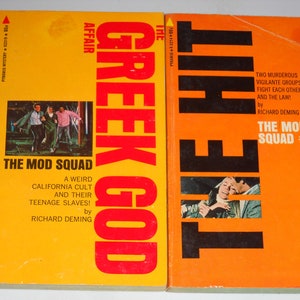 THE
GREEK GOD
AFFAIR
THE MOD SQUAD
A WEIRD
CALIFORNIA CULT
AND THEIR
TEENAGE SLAVES!
by
RICHARD DEMING
THE HIT
TWO MURDEROUS
VIGILANTE GROUPS
FIGHT EACH OTHER
AND THE LAW!
by
RICHARD DEMING
THE MOD
SQUAD